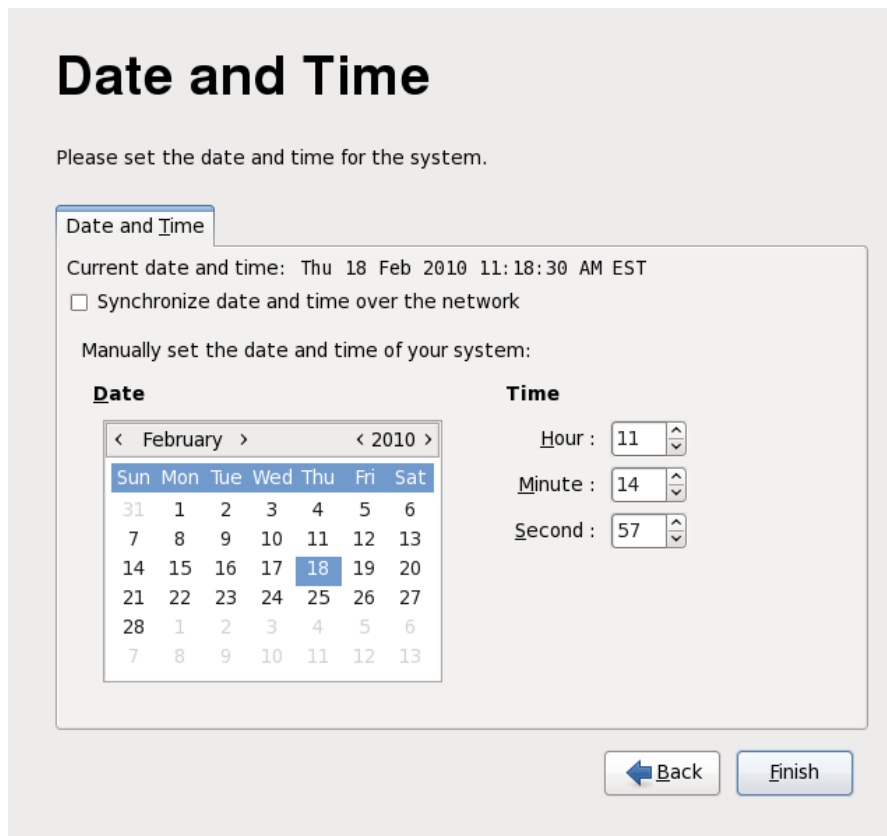 Date and Time
Please set the date and time for the system.
Date and Time
Current date and time: Thu 18 Feb 2010 11:18:30 AM EST
Synchronize date and time over the network
Manually set the date and time of your system:
Date
Time
< February > < 2010 >
Sun Mon Tue Wed Thu Fri Sat
31 1 2 3 4 5 6
7 8 9 10 11 12 13
14 15 16 17 18 19 20
21 22 23 24 25 26 27
28 1 2 3 4 5 6
7 8 9 10 11 12 13
Hour : 11
Minute : 14
Second : 57
Back
Finish